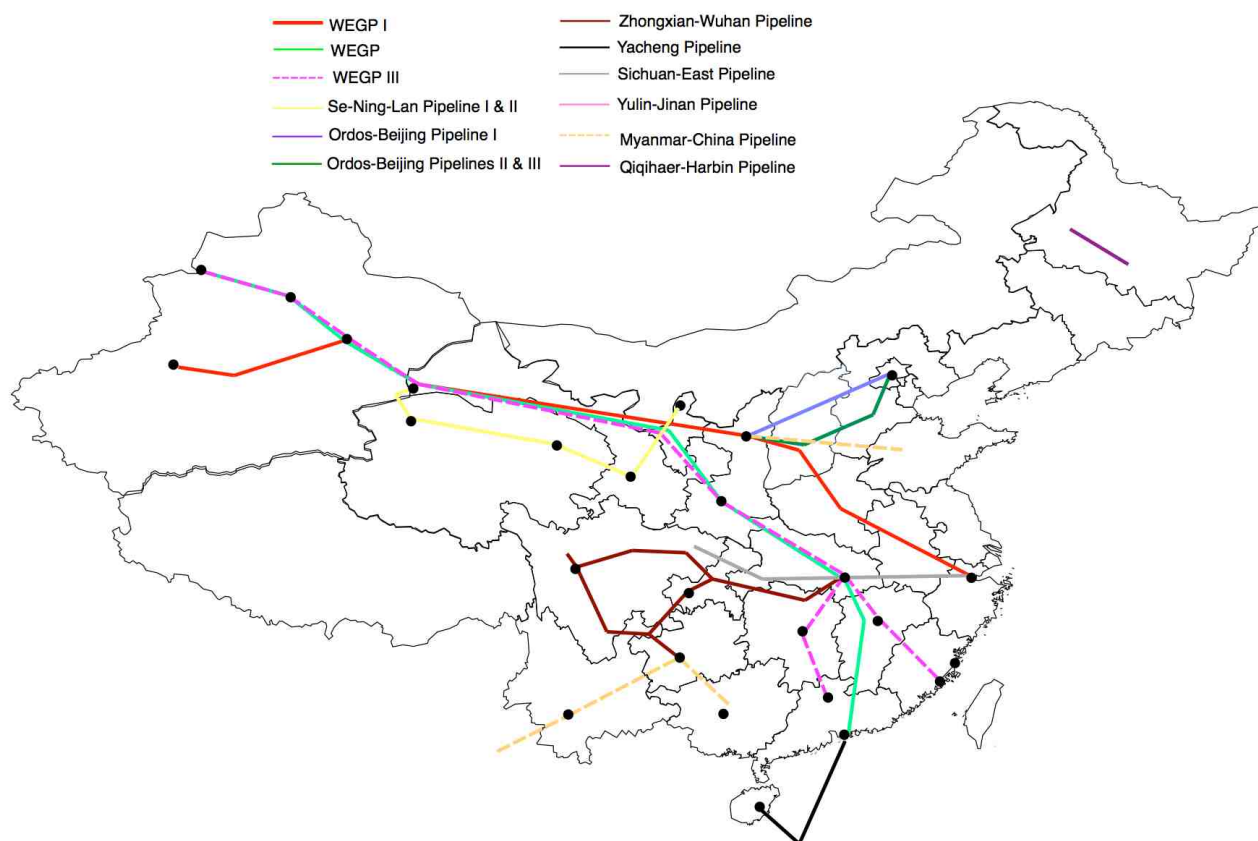 WEGP I
WEGP
WEGP III
Se-Ning-Lan Pipeline I & II
Ordos-Beijing Pipeline I
Ordos-Beijing Pipelines II & III
Zhongxian-Wuhan Pipeline
Yacheng Pipeline
Sichuan-East Pipeline
Yulin-Jinan Pipeline
Myanmar-China Pipeline
Qiqihaer-Harbin Pipeline